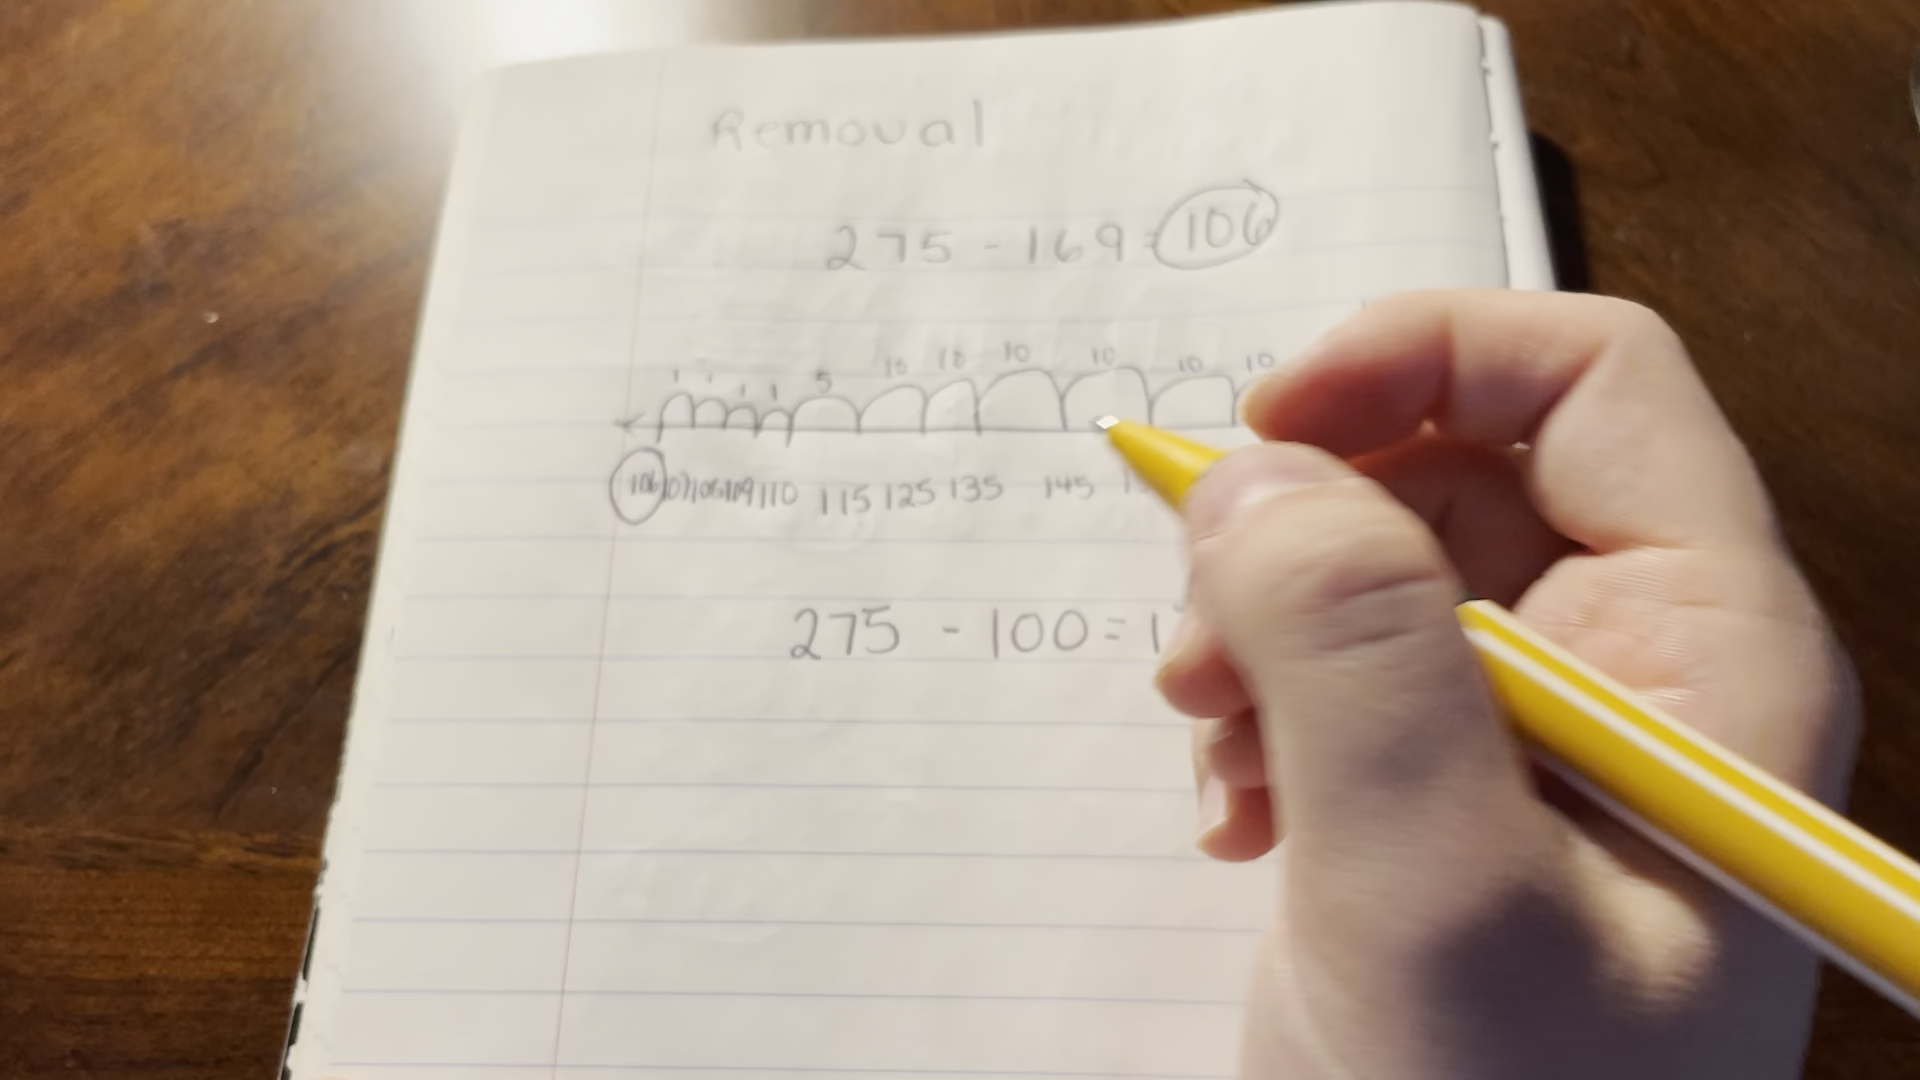 Removal
275 - 169 = 106
1 1 1 1 5 10 10 10 10 10 10
106 107 108 109 110 115 125 135 145
275 - 100 = 1